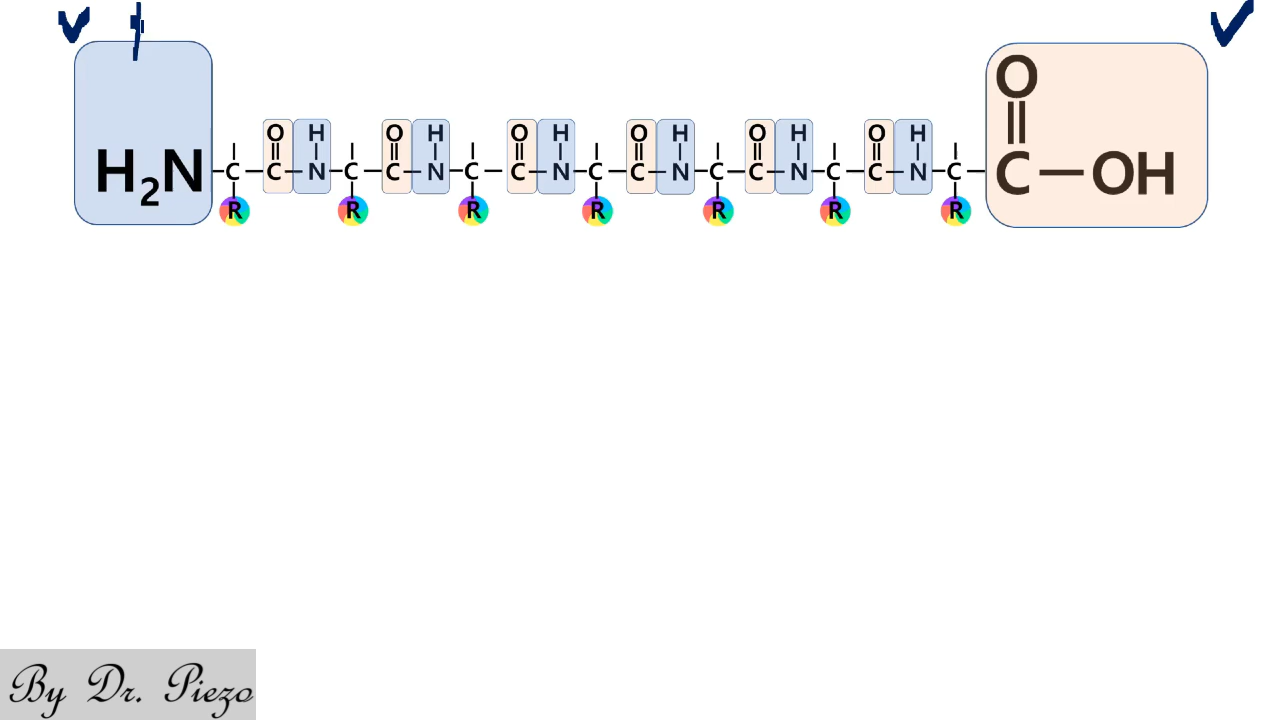 O H O H O H O H O H O H O
H₂N C C N C C N C C N C C N C C N C C N C C OH
R R R R R R R
By Dr. Piezo